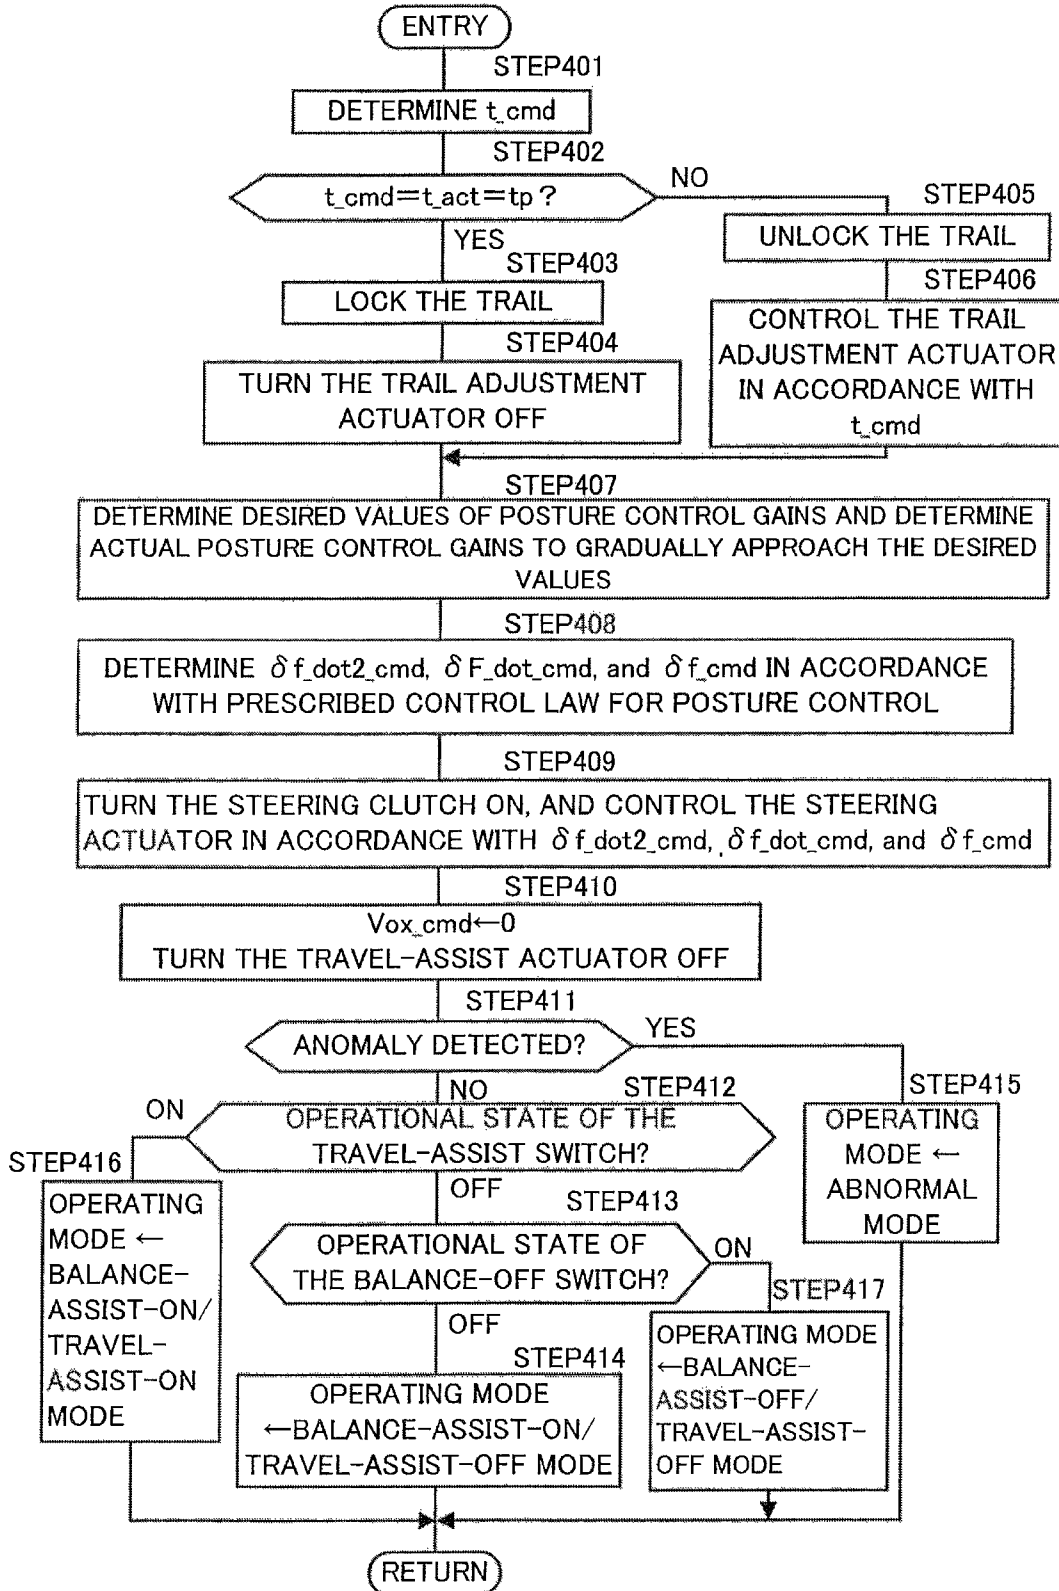 ENTRY
STEP401
DETERMINE t_cmd
STEP402
t_cmd=t_act=tp?
NO
YES
STEP403
LOCK THE TRAIL
STEP404
TURN THE TRAIL ADJUSTMENT
ACTUATOR OFF
STEP405
UNLOCK THE TRAIL
STEP406
CONTROL THE TRAIL
ADJUSTMENT ACTUATOR
IN ACCORDANCE WITH
t_cmd
STEP407
DETERMINE DESIRED VALUES OF POSTURE CONTROL GAINS AND DETERMINE
ACTUAL POSTURE CONTROL GAINS TO GRADUALLY APPROACH THE DESIRED
VALUES
STEP408
DETERMINE δf_dot2_cmd, δF_dot_cmd, and δf_cmd IN ACCORDANCE
WITH PRESCRIBED CONTROL LAW FOR POSTURE CONTROL
STEP409
TURN THE STEERING CLUTCH ON, AND CONTROL THE STEERING
ACTUATOR IN ACCORDANCE WITH δf_dot2_cmd, δf_dot_cmd, and δf_cmd
STEP410
Vox_cmd←0
TURN THE TRAVEL-ASSIST ACTUATOR OFF
STEP411
ANOMALY DETECTED?
YES
NO
STEP412
OPERATIONAL STATE OF THE
TRAVEL-ASSIST SWITCH?
ON
OFF
STEP415
OPERATING
MODE ←
ABNORMAL
MODE
STEP416
OPERATING
MODE ←
BALANCE-
ASSIST-ON/
TRAVEL-
ASSIST-ON
MODE
STEP413
OPERATIONAL STATE OF
THE BALANCE-OFF SWITCH?
ON
OFF
STEP417
OPERATING MODE
←BALANCE-
ASSIST-OFF/
TRAVEL-ASSIST-
OFF MODE
STEP414
OPERATING MODE
←BALANCE-ASSIST-ON/
TRAVEL-ASSIST-OFF MODE
RETURN